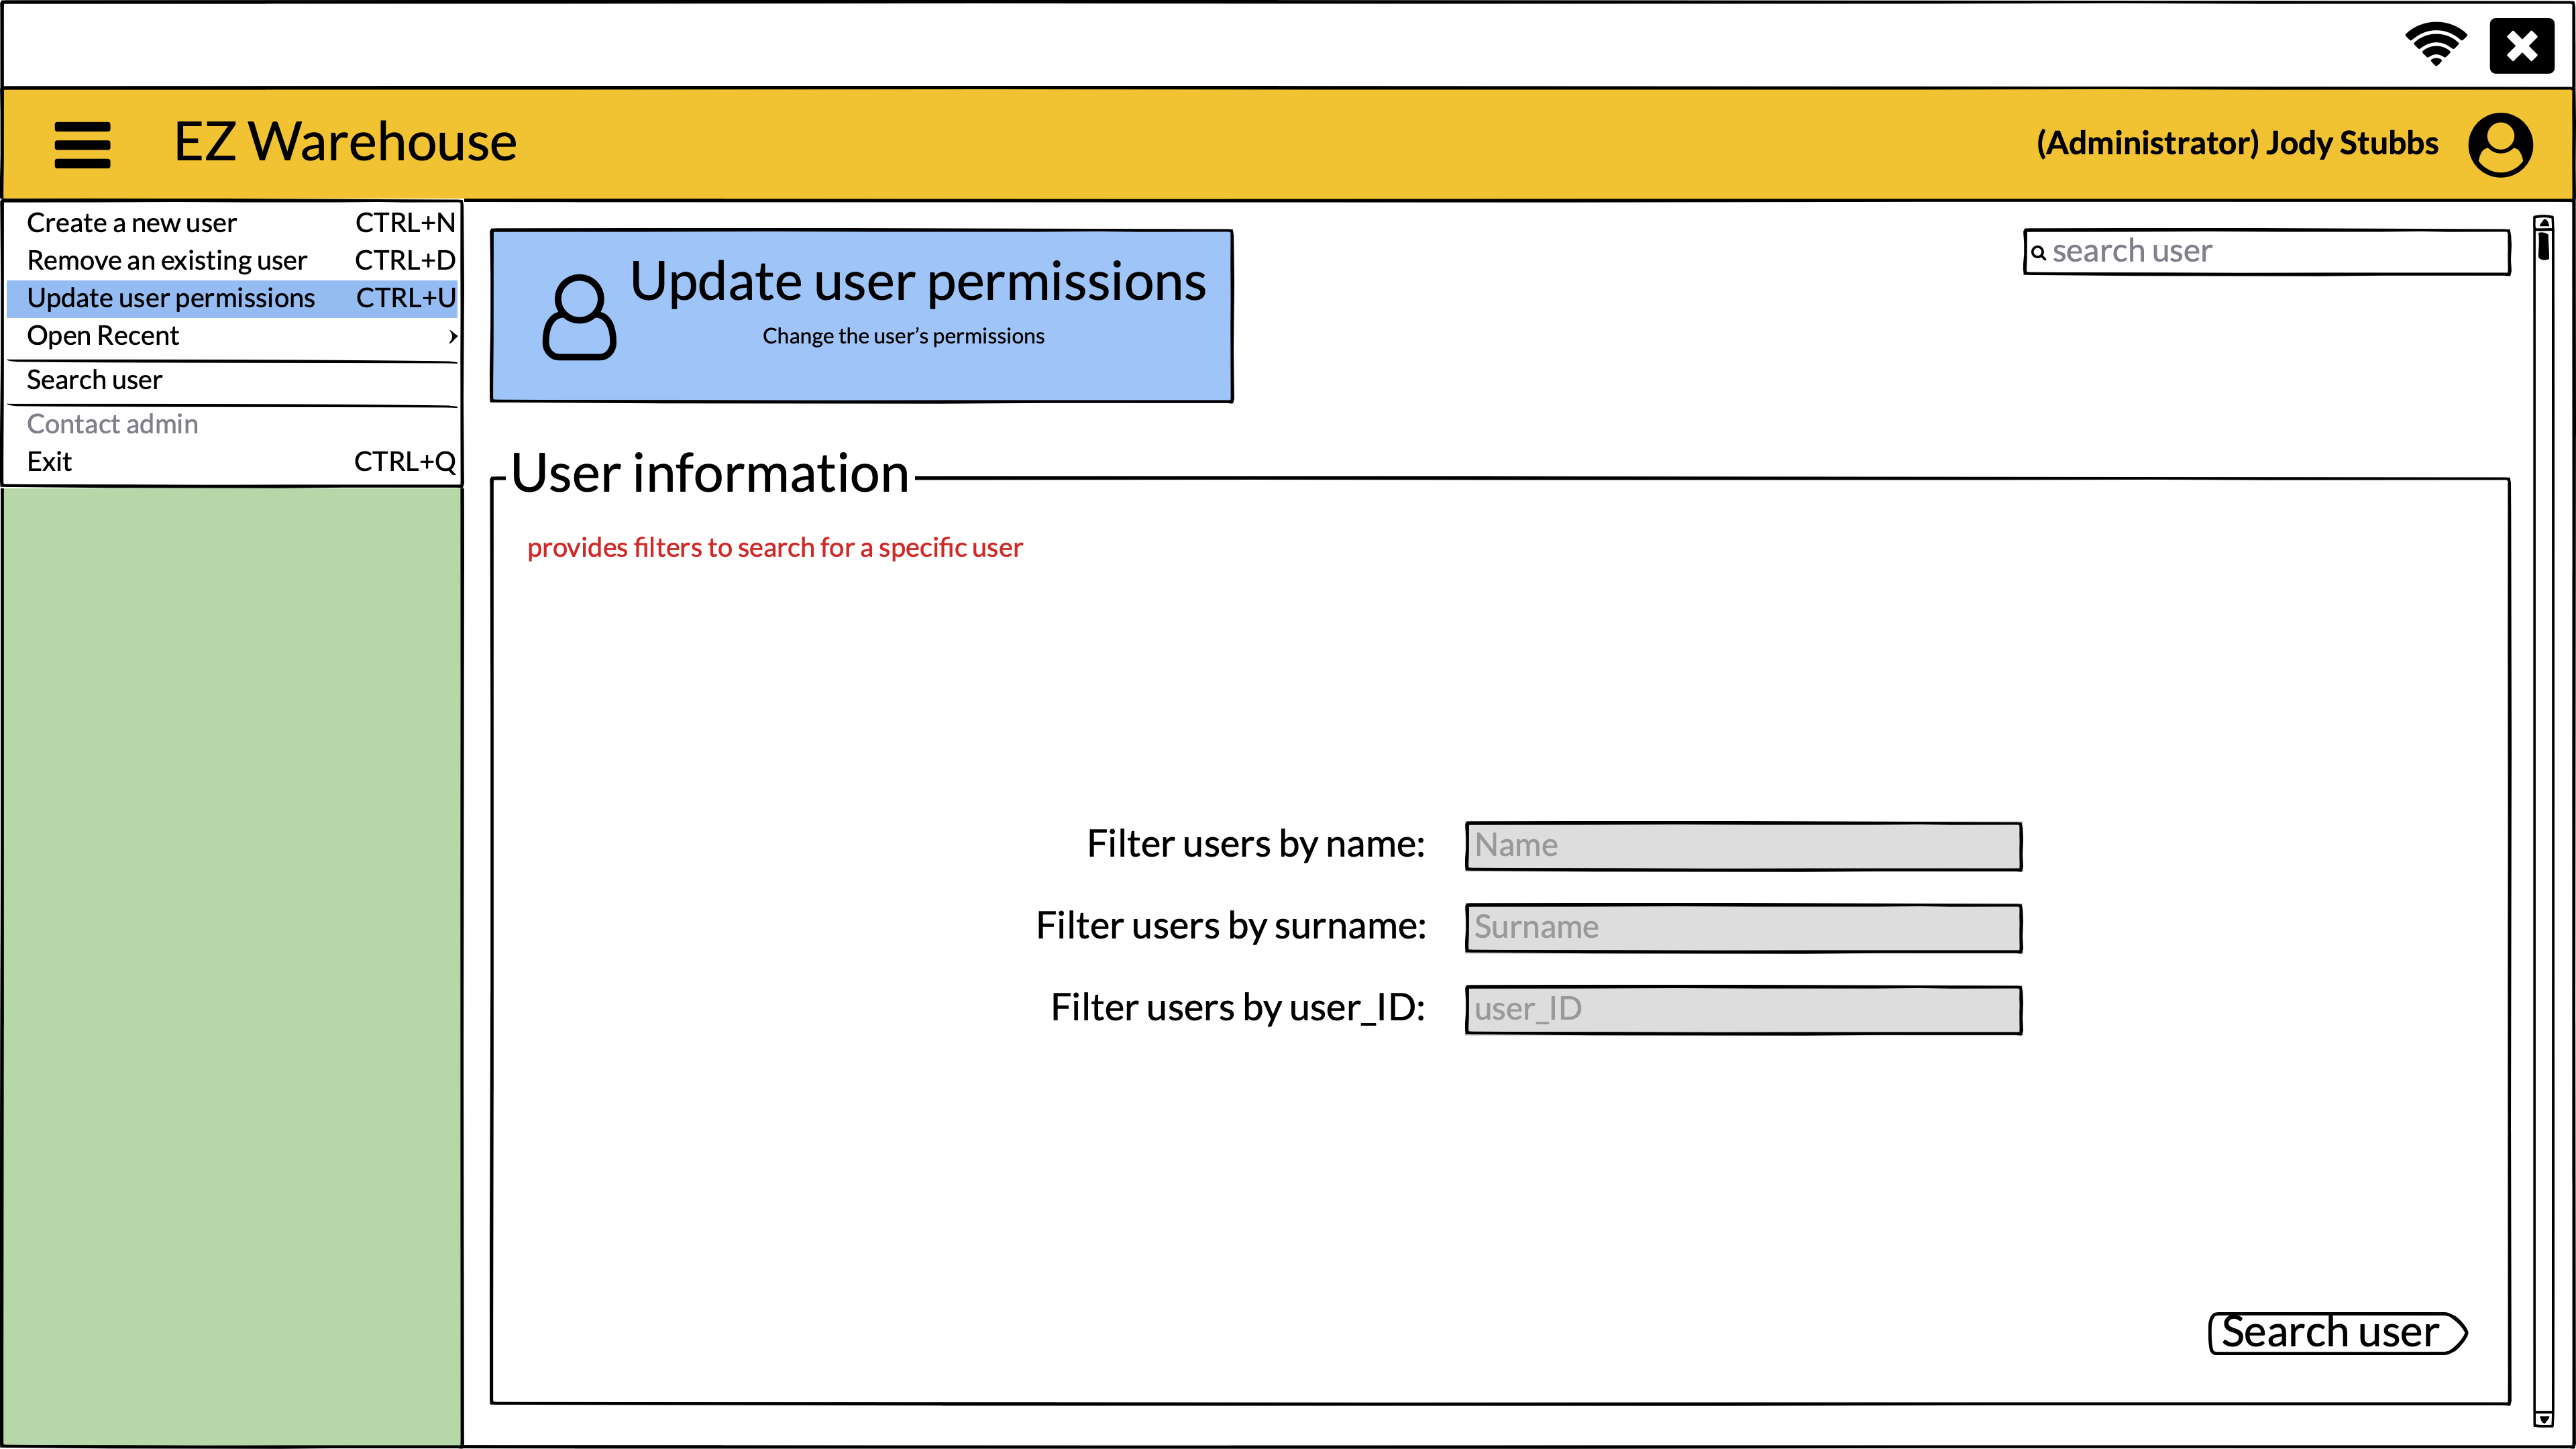 EZ Warehouse
(Administrator) Jody Stubbs
Create a new user CTRL+N
Remove an existing user CTRL+D
Update user permissions CTRL+U
Open Recent
Search user
Contact admin
Exit CTRL+Q
Update user permissions
Change the user’s permissions
search user
User information
provides filters to search for a specific user
Filter users by name: Name
Filter users by surname: Surname
Filter users by user_ID: user_ID
Search user